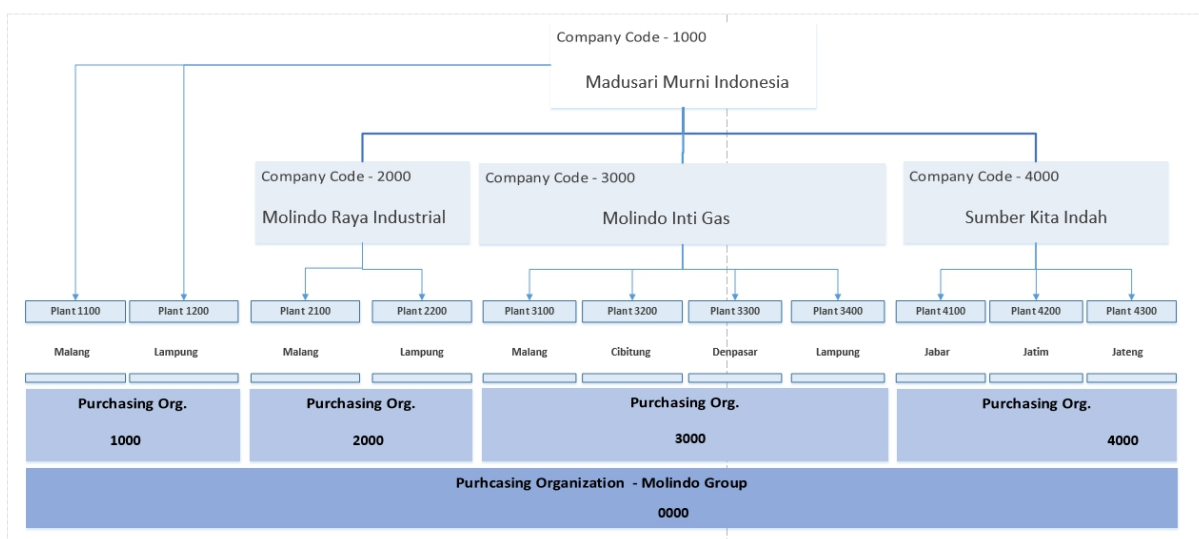 Company Code - 1000
Madusari Murni Indonesia
Company Code - 2000
Molindo Raya Industrial
Company Code - 3000
Molindo Inti Gas
Company Code - 4000
Sumber Kita Indah
Plant 1100
Plant 1200
Plant 2100
Plant 2200
Plant 3100
Plant 3200
Plant 3300
Plant 3400
Plant 4100
Plant 4200
Plant 4300
Malang
Lampung
Malang
Lampung
Malang
Cibitung
Denpasar
Lampung
Jabar
Jatim
Jateng
Purchasing Org.
1000
Purchasing Org.
2000
Purchasing Org.
3000
Purchasing Org.
4000
Purhcasing Organization - Molindo Group
0000